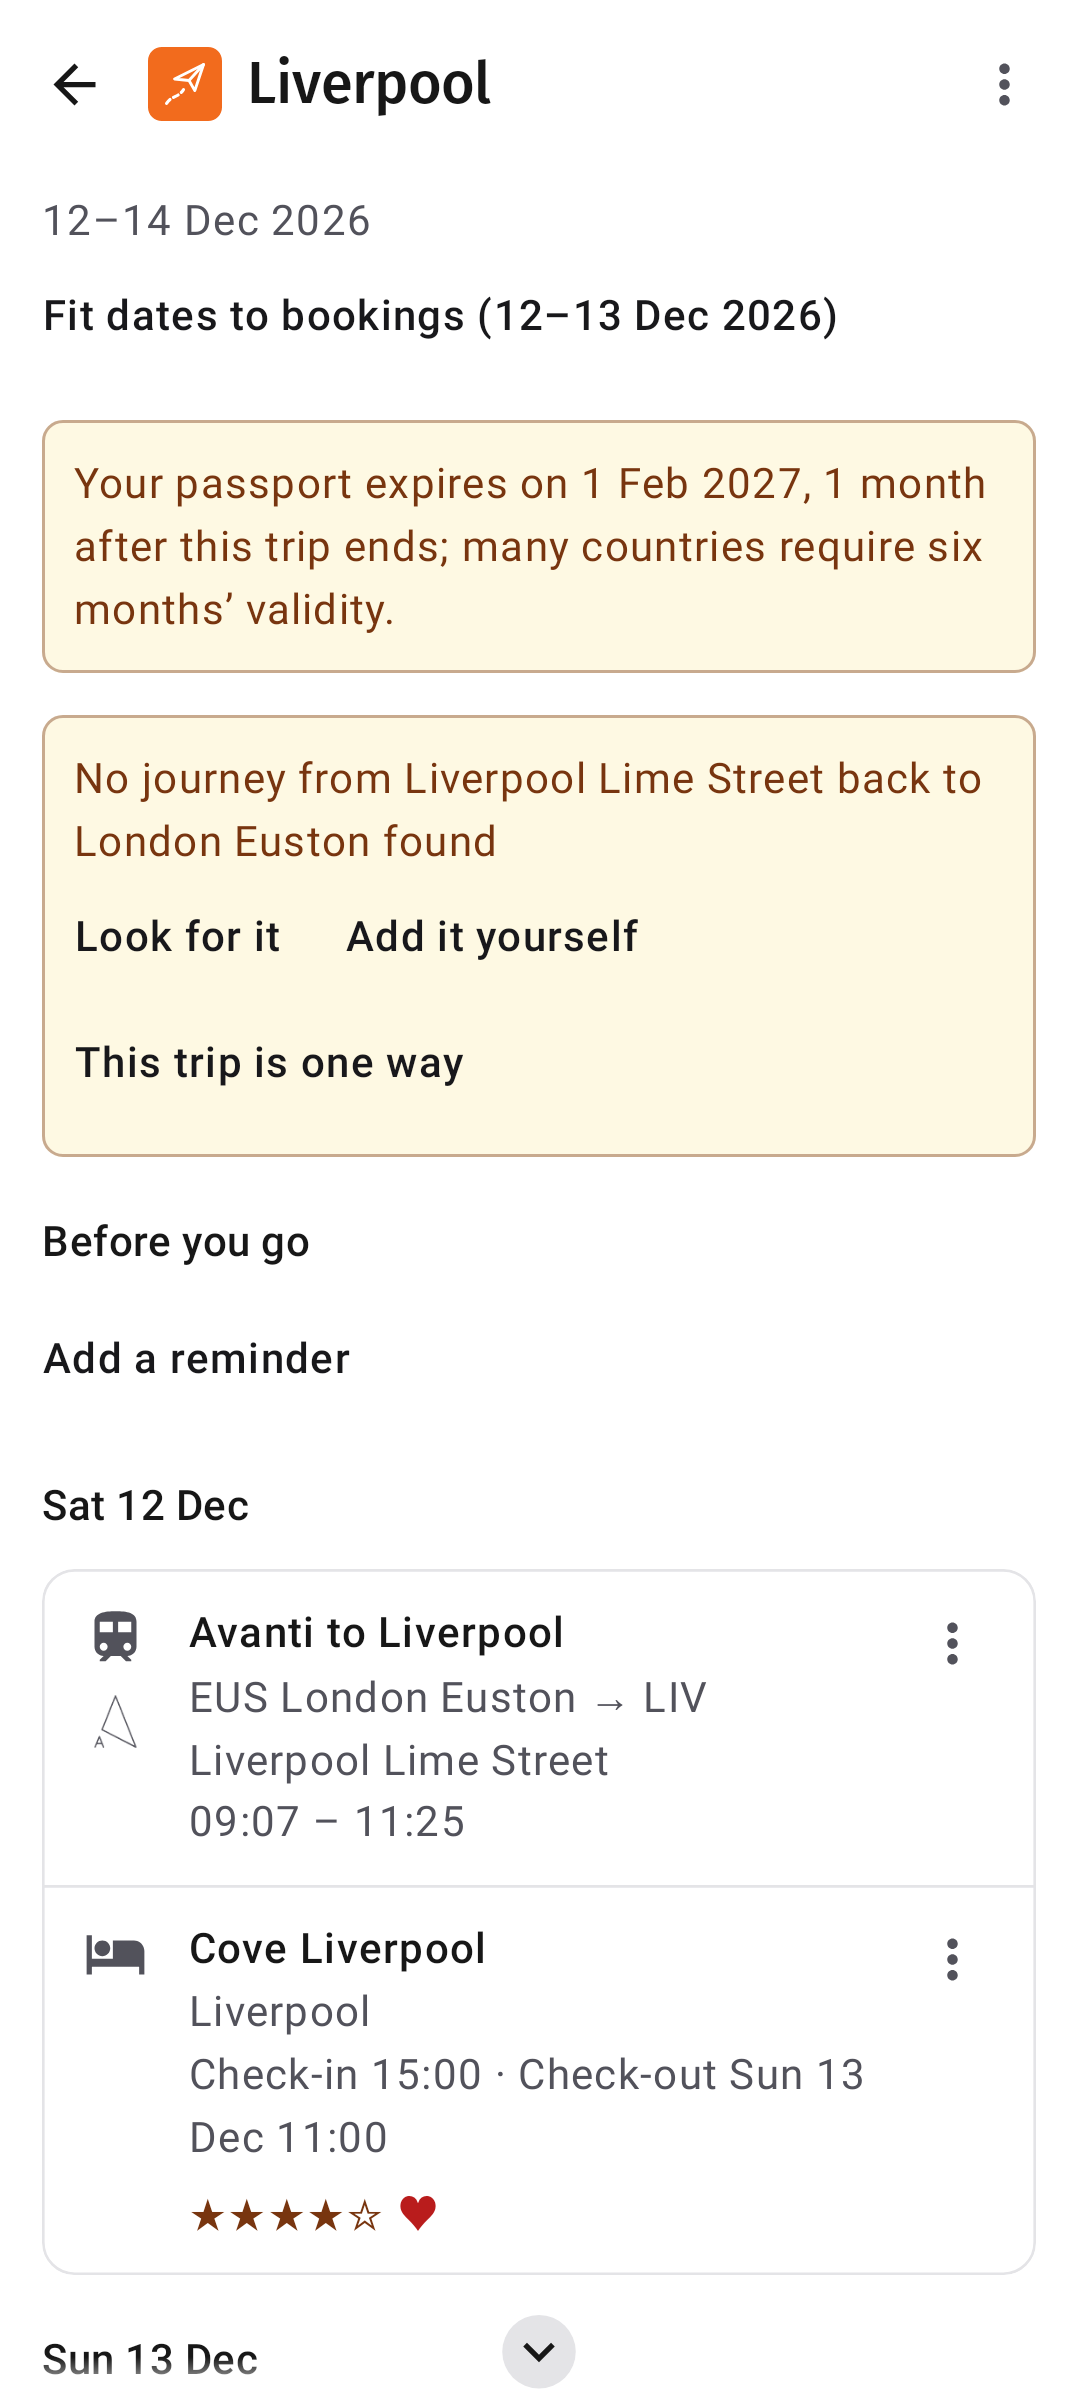 Liverpool
12–14 Dec 2026
Fit dates to bookings (12–13 Dec 2026)
Your passport expires on 1 Feb 2027, 1 month
after this trip ends; many countries require six
months’ validity.
No journey from Liverpool Lime Street back to
London Euston found
Look for it Add it yourself
This trip is one way
Before you go
Add a reminder
Sat 12 Dec
Avanti to Liverpool
EUS London Euston → LIV
A
Liverpool Lime Street
09:07 – 11:25
Cove Liverpool
Liverpool
Check-in 15:00 · Check-out Sun 13
Dec 11:00
★★★★☆ ♥
Sun 13 Dec